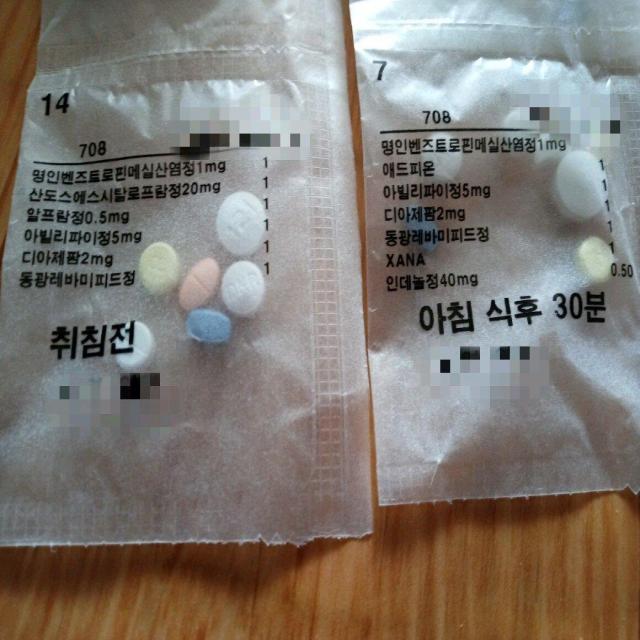 14
708
명인벤즈트로핀메실산염정1mg 1
산도스에스시탈로프람정20mg 1
알프람정0.5mg 1
아빌리파이정5mg 1
디아제팜2mg 1
동광레바미피드정 1
취침전
7
708
명인벤즈트로핀메실산염정1mg
애드피온 1
아빌리파이정5mg 1
디아제팜2mg 1
동광레바미피드정 1
XANA 1
인데놀정40mg 0.50
아침 식후 30분